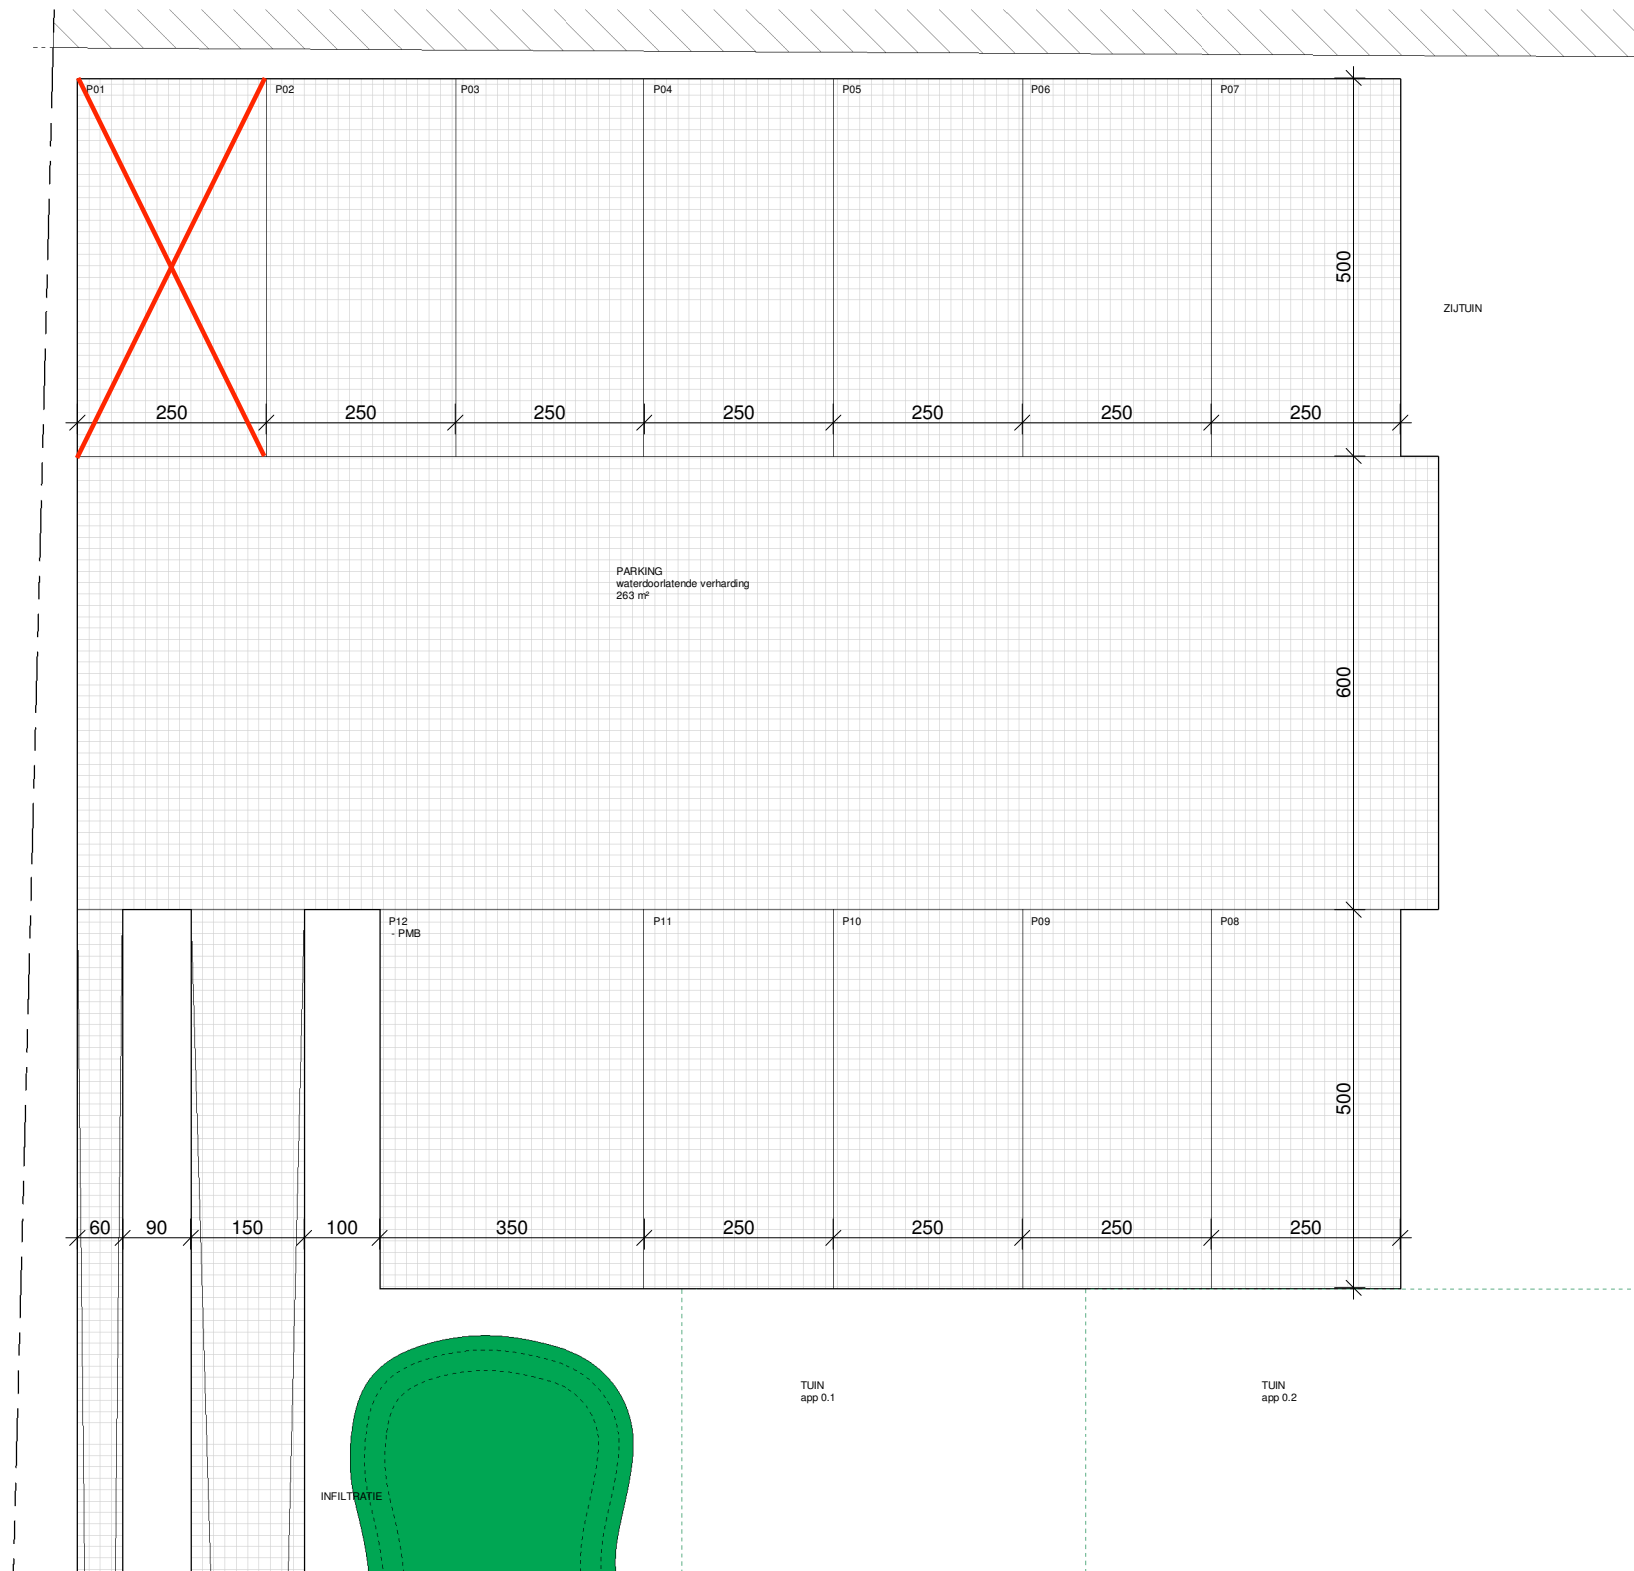 P01
P02
P03
P04
P05
P06
P07
500
ZIJTUIN
250
250
250
250
250
250
250
PARKING
waterdoorlatende verharding
263 m²
600
P12
- PMB
P11
P10
P09
P08
500
60
90
150
100
350
250
250
250
250
TUIN
app 0.1
TUIN
app 0.2
INFILTRATIE